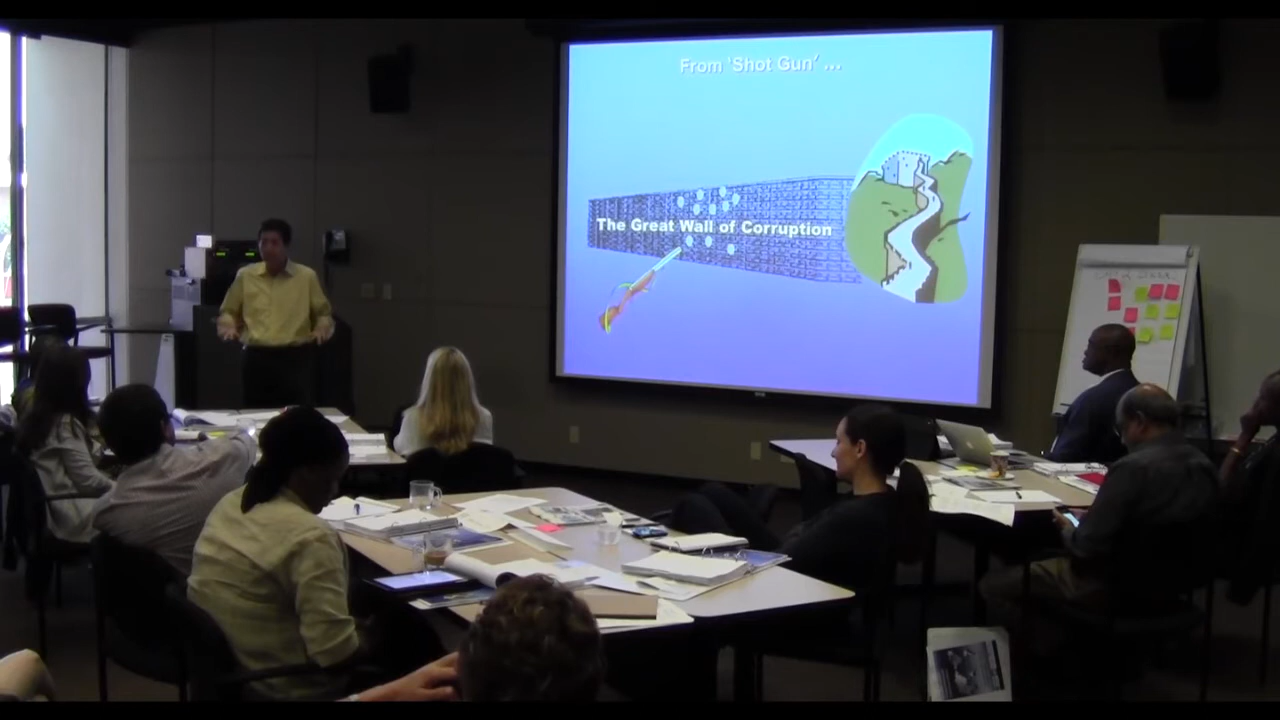 From 'Shot Gun' ...
The Great Wall of Corruption